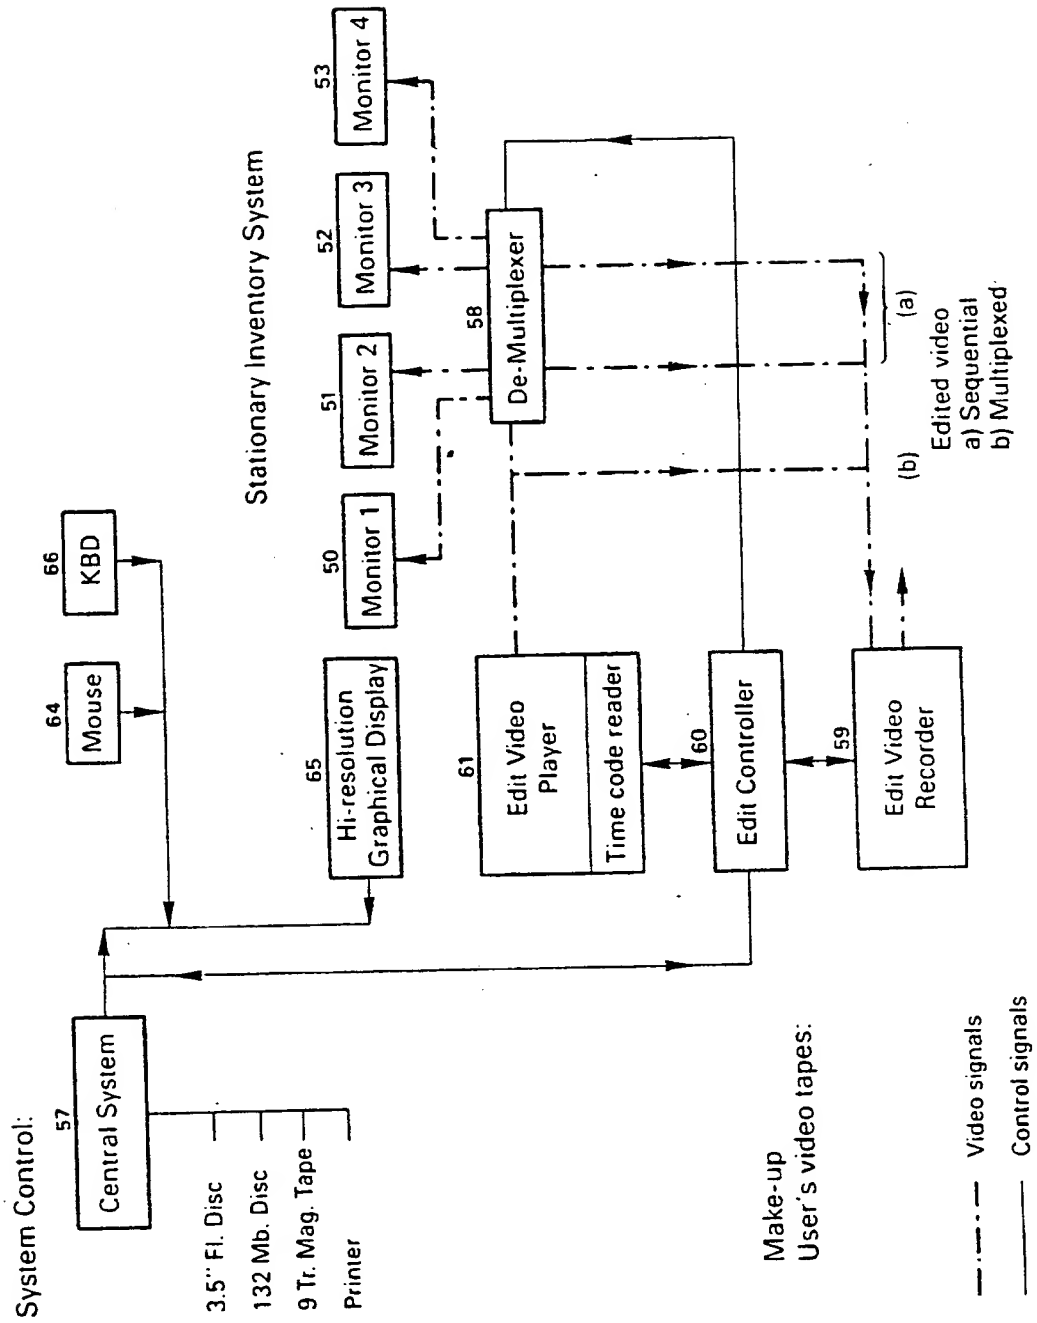 Stationary Inventory System
System Control:
57
Central System
3.5" Fl. Disc
132 Mb. Disc
9 Tr. Mag. Tape
Printer
64
Mouse
66
KBD
65
Hi-resolution
Graphical Display
50
Monitor 1
51
Monitor 2
52
Monitor 3
53
Monitor 4
61
Edit Video
Player
Time code reader
58
De-Multiplexer
60
Edit Controller
59
Edit Video
Recorder
(b)
(a)
Edited video
a) Sequential
b) Multiplexed
Make-up
User's video tapes:
Video signals
Control signals